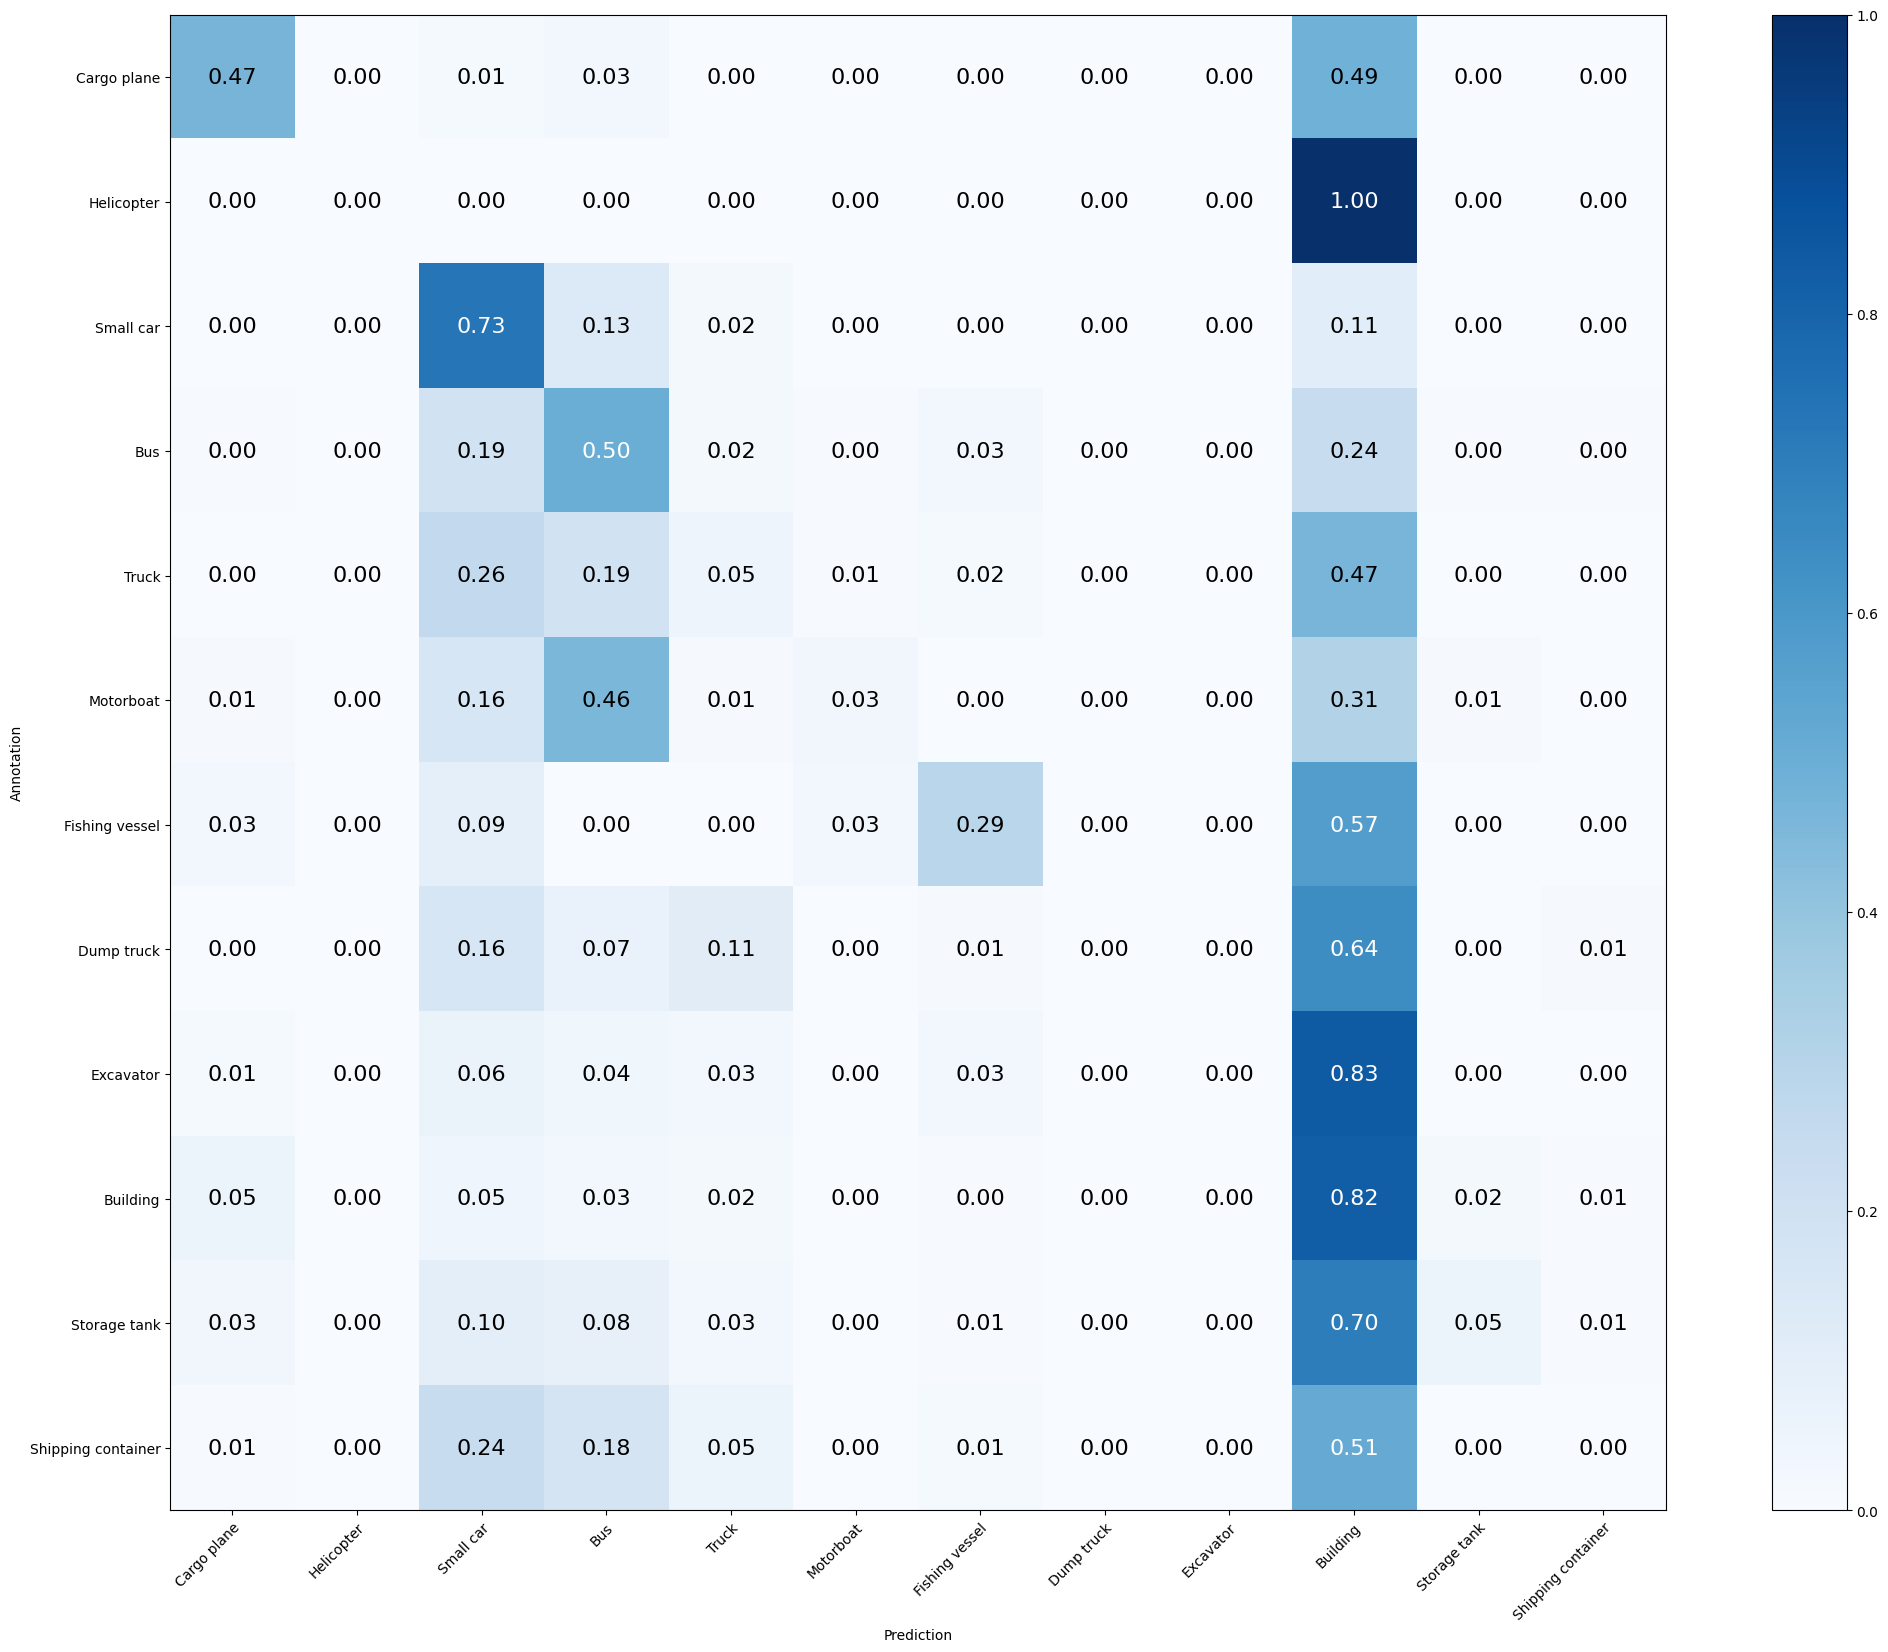 1.0
Cargo plane 0.47 0.00 0.01 0.03 0.00 0.00 0.00 0.00 0.00 0.49 0.00 0.00
Helicopter 0.00 0.00 0.00 0.00 0.00 0.00 0.00 0.00 0.00 1.00 0.00 0.00
0.8
Small car 0.00 0.00 0.73 0.13 0.02 0.00 0.00 0.00 0.00 0.11 0.00 0.00
Bus 0.00 0.00 0.19 0.50 0.02 0.00 0.03 0.00 0.00 0.24 0.00 0.00
Truck 0.00 0.00 0.26 0.19 0.05 0.01 0.02 0.00 0.00 0.47 0.00 0.00
0.6
Motorboat 0.01 0.00 0.16 0.46 0.01 0.03 0.00 0.00 0.00 0.31 0.01 0.00
Annotation
Fishing vessel 0.03 0.00 0.09 0.00 0.00 0.03 0.29 0.00 0.00 0.57 0.00 0.00
0.4
Dump truck 0.00 0.00 0.16 0.07 0.11 0.00 0.01 0.00 0.00 0.64 0.00 0.01
Excavator 0.01 0.00 0.06 0.04 0.03 0.00 0.03 0.00 0.00 0.83 0.00 0.00
Building 0.05 0.00 0.05 0.03 0.02 0.00 0.00 0.00 0.00 0.82 0.02 0.01
0.2
Storage tank 0.03 0.00 0.10 0.08 0.03 0.00 0.01 0.00 0.00 0.70 0.05 0.01
Shipping container 0.01 0.00 0.24 0.18 0.05 0.00 0.01 0.00 0.00 0.51 0.00 0.00
0.0
Cargo plane Helicopter Small car Bus Truck Motorboat Fishing vessel Dump truck Excavator Building Storage tank Shipping container
Prediction